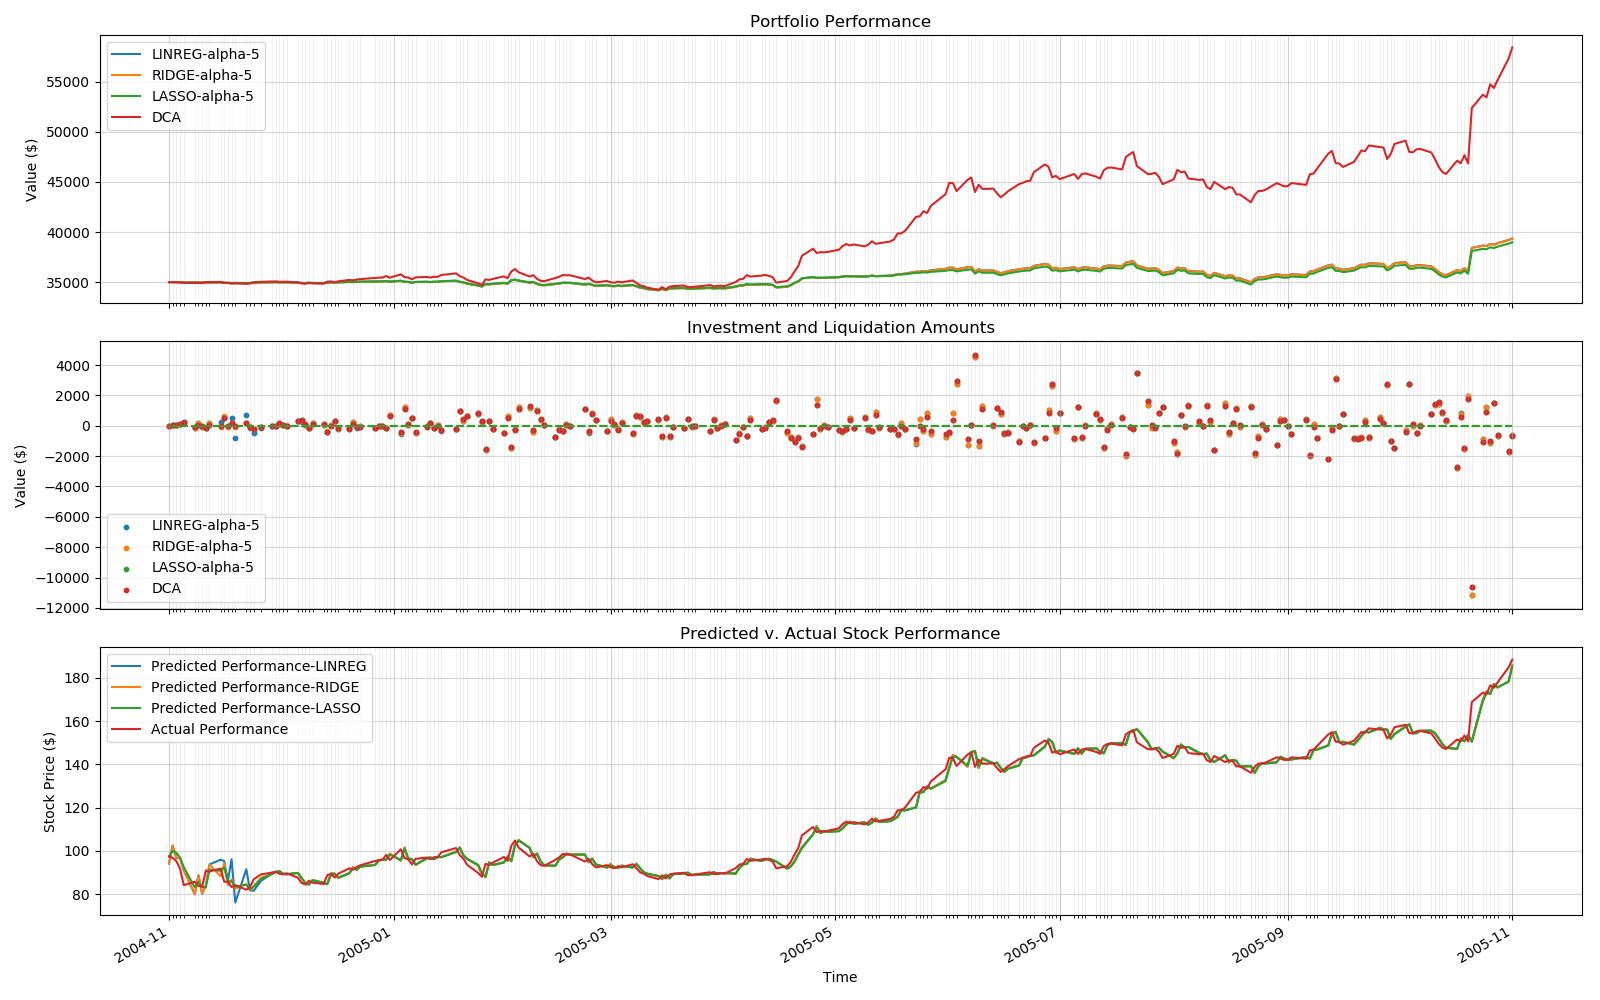 Portfolio Performance
LINREG-alpha-5
RIDGE-alpha-5
LASSO-alpha-5
DCA
55000
50000
45000
40000
35000
Value ($)
Investment and Liquidation Amounts
4000
2000
0
−2000
−4000
−6000
−8000
−10000
−12000
Value ($)
LINREG-alpha-5
RIDGE-alpha-5
LASSO-alpha-5
DCA
Predicted v. Actual Stock Performance
Predicted Performance-LINREG
Predicted Performance-RIDGE
Predicted Performance-LASSO
Actual Performance
180
160
140
120
100
80
Stock Price ($)
2004-11
2005-01
2005-03
2005-05
2005-07
2005-09
2005-11
Time